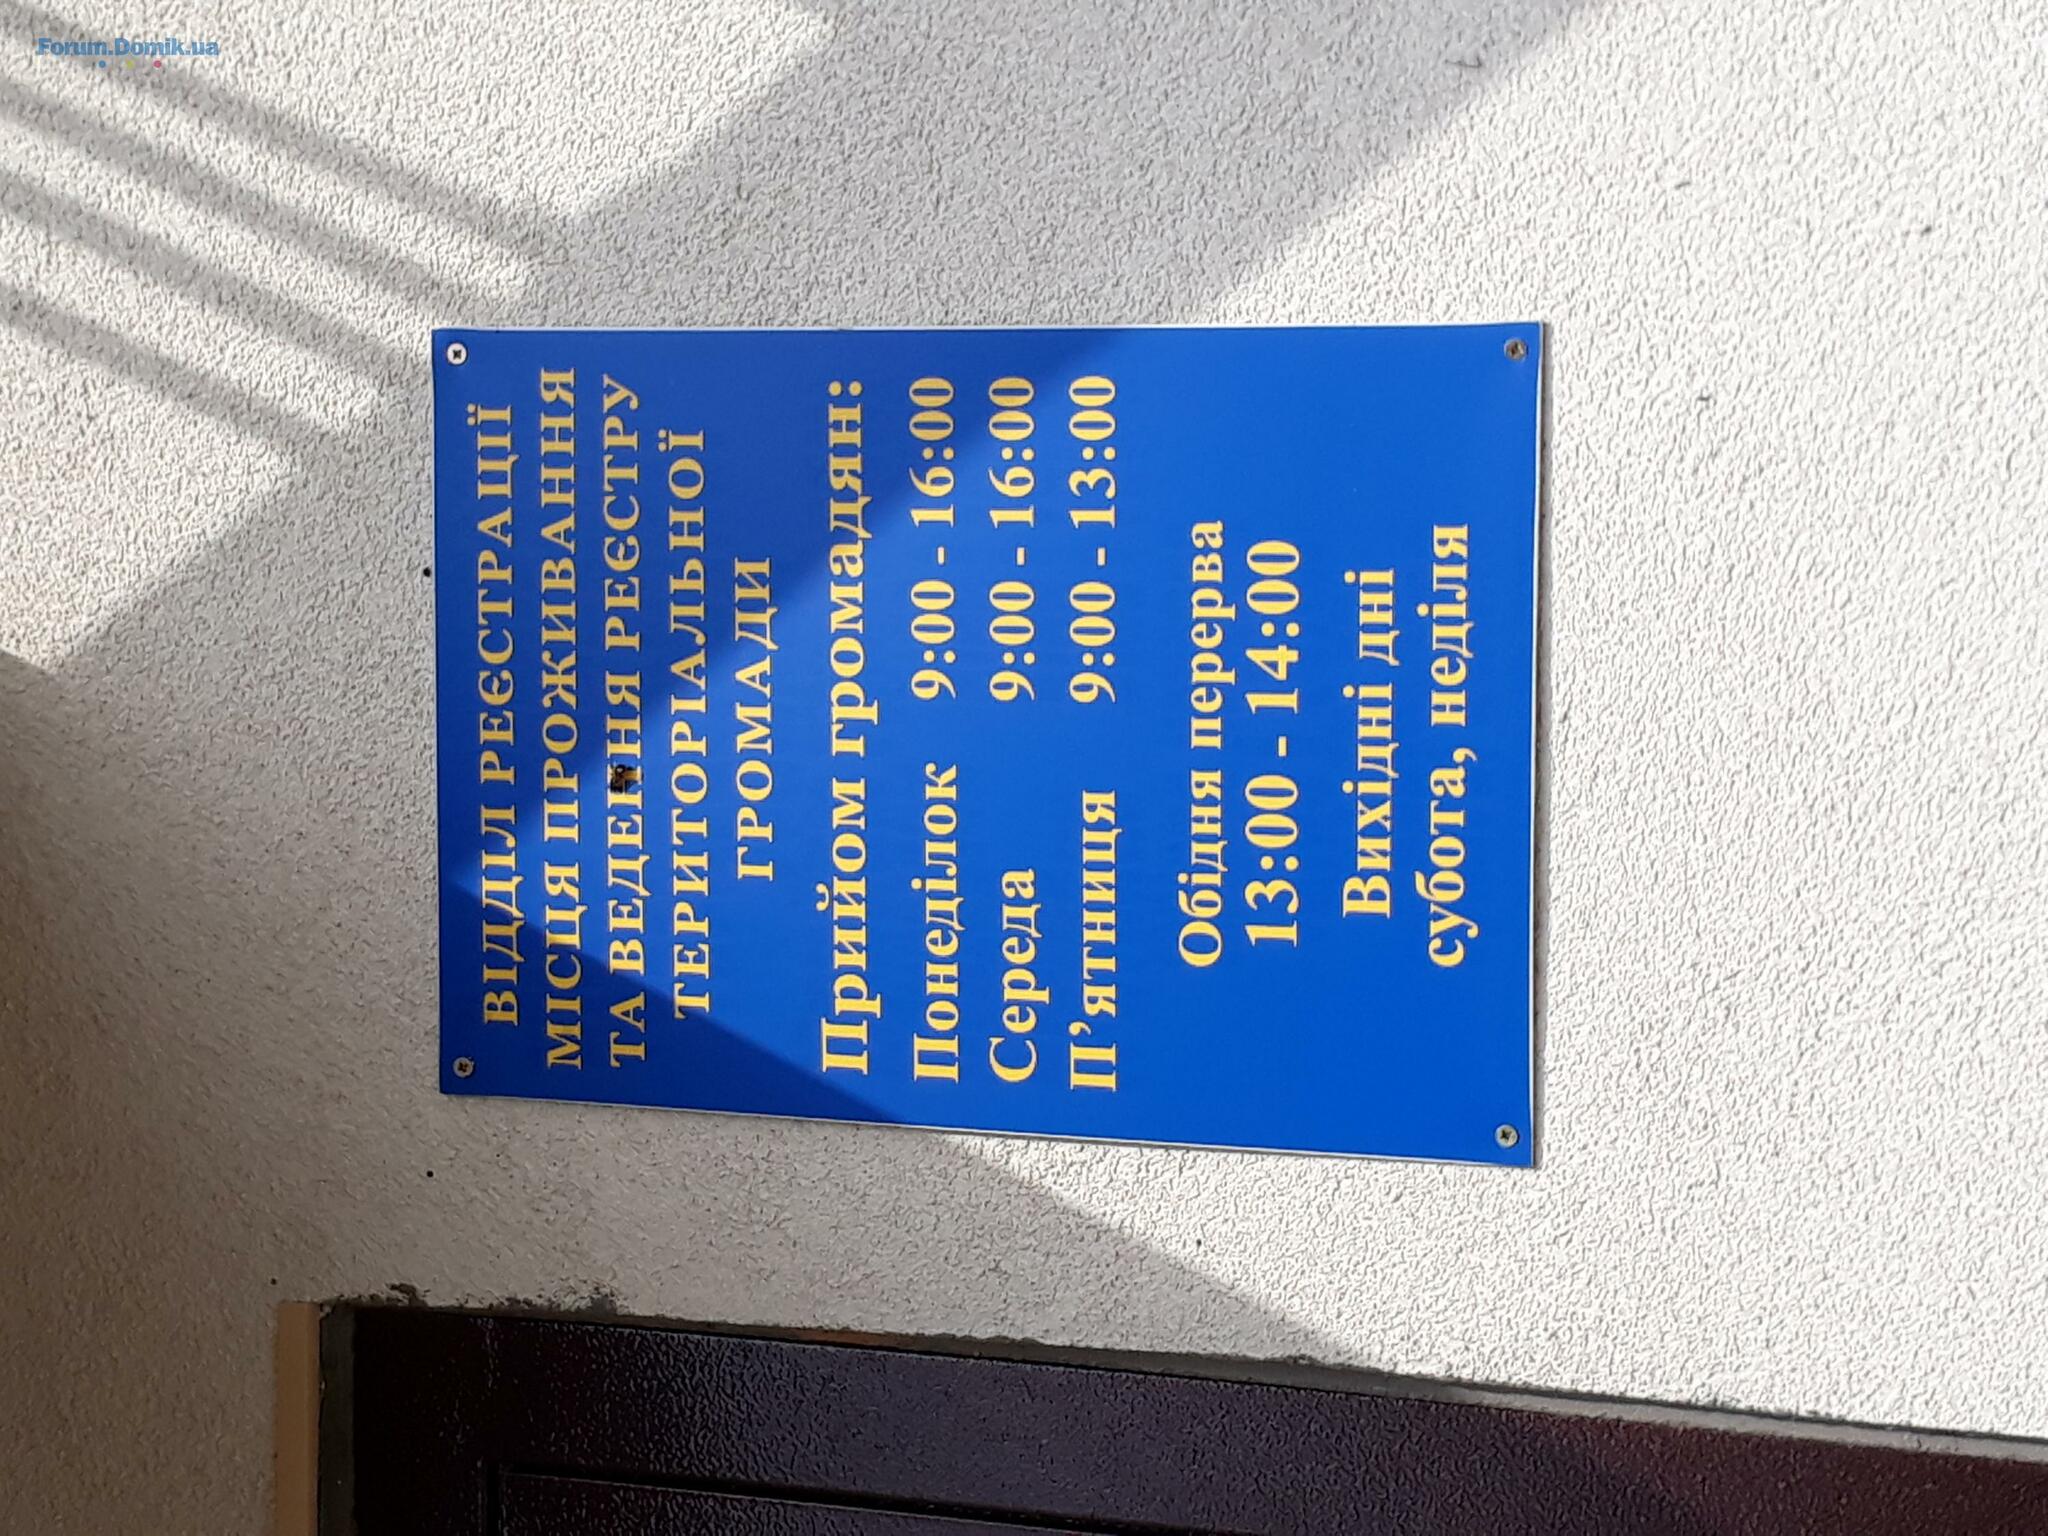 Forum.Domik.ua
ВІДДІЛ РЕЄСТРАЦІЇ
МІСЦЯ ПРОЖИВАННЯ
ТА ВЕДЕННЯ РЕЄСТРУ
ТЕРИТОРІАЛЬНОЇ
ГРОМАДИ
Прийом громадян:
Понеділок 9:00 - 16:00
Середа 9:00 - 16:00
П'ятниця 9:00 - 13:00
Обідня перерва
13:00 - 14:00
Вихідні дні
субота, неділя